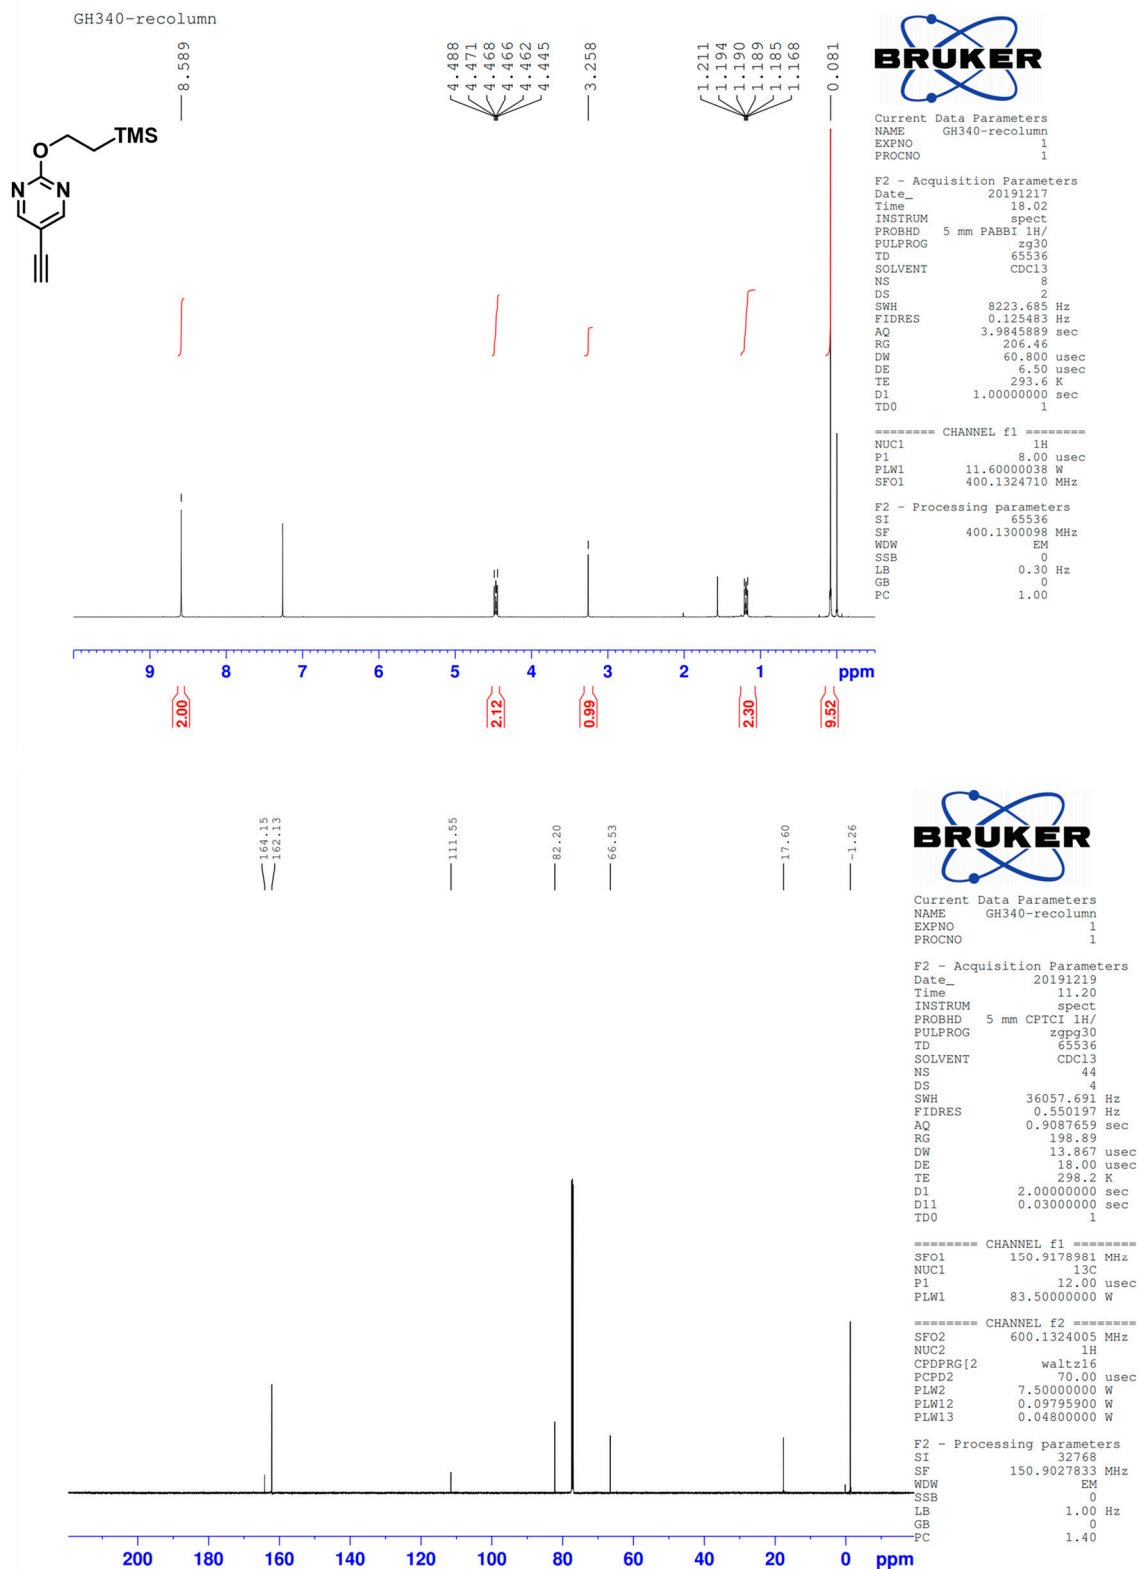 GH340-recolumn
8.589
4.488
4.471
4.468
4.466
4.462
4.445
3.258
1.211
1.194
1.190
1.189
1.185
1.168
0.081
O
TMS
N
N
BRUKER
Current Data Parameters
NAME GH340-recolumn
EXPNO 1
PROCNO 1
F2 - Acquisition Parameters
Date_ 20191217
Time 18.02
INSTRUM spect
PROBHD 5 mm PABBI 1H/
PULPROG zg30
TD 65536
SOLVENT CDCl3
NS 8
DS 2
SWH 8223.685 Hz
FIDRES 0.125483 Hz
AQ 3.9845889 sec
RG 206.46
DW 60.800 usec
DE 6.50 usec
TE 293.6 K
D1 1.00000000 sec
TD0 1
======== CHANNEL f1 ========
NUC1 1H
P1 8.00 usec
PLW1 11.60000038 W
SFO1 400.1324710 MHz
F2 - Processing parameters
SI 65536
SF 400.1300098 MHz
WDW EM
SSB 0
LB 0.30 Hz
GB 0
PC 1.00
9 8 7 6 5 4 3 2 1 ppm
2.00
2.12
0.99
2.30
9.52
164.15
162.13
111.55
82.20
66.53
17.60
-1.26
BRUKER
Current Data Parameters
NAME GH340-recolumn
EXPNO 1
PROCNO 1
F2 - Acquisition Parameters
Date_ 20191219
Time 11.20
INSTRUM spect
PROBHD 5 mm CPTCI 1H/
PULPROG zgpg30
TD 65536
SOLVENT CDCl3
NS 44
DS 4
SWH 36057.691 Hz
FIDRES 0.550197 Hz
AQ 0.9087659 sec
RG 198.89
DW 13.867 usec
DE 18.00 usec
TE 298.2 K
D1 2.00000000 sec
D11 0.03000000 sec
TD0 1
======== CHANNEL f1 ========
SFO1 150.9178981 MHz
NUC1 13C
P1 12.00 usec
PLW1 83.50000000 W
======== CHANNEL f2 ========
SFO2 600.1324005 MHz
NUC2 1H
CPDPRG[2 waltz16
PCPD2 70.00 usec
PLW2 7.50000000 W
PLW12 0.09795900 W
PLW13 0.04800000 W
F2 - Processing parameters
SI 32768
SF 150.9027833 MHz
WDW EM
SSB 0
LB 1.00 Hz
GB 0
PC 1.40
200 180 160 140 120 100 80 60 40 20 0 ppm